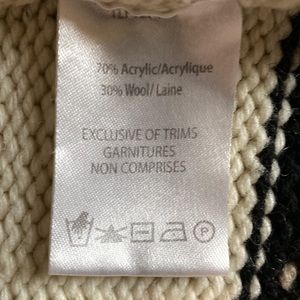 70% Acrylic/Acrylique
30% Wool/Laine
EXCLUSIVE OF TRIMS
GARNITURES
NON COMPRISES
P